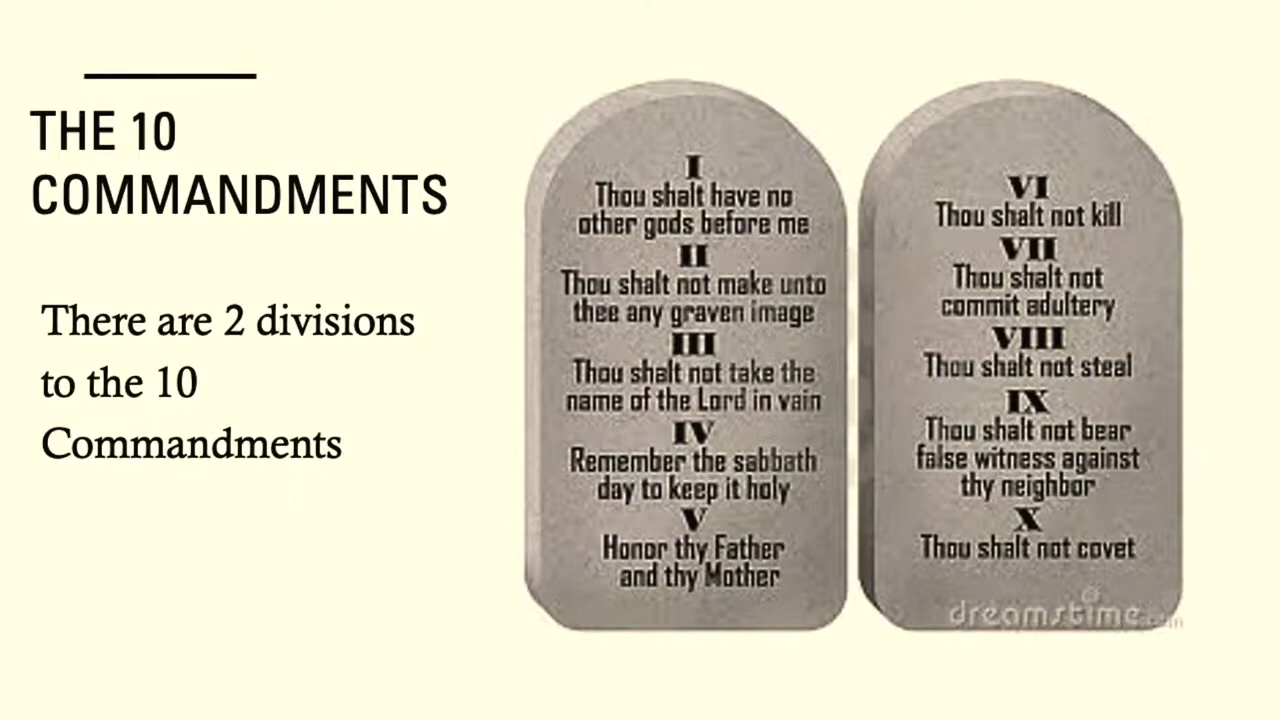 THE 10
COMMANDMENTS
There are 2 divisions
to the 10
Commandments
I
Thou shalt have no
other gods before me
II
Thou shalt not make unto
thee any graven image
III
Thou shalt not take the
name of the Lord in vain
IV
Remember the sabbath
day to keep it holy
V
Honor thy Father
and thy Mother
VI
Thou shalt not kill
VII
Thou shalt not
commit adultery
VIII
Thou shalt not steal
IX
Thou shalt not bear
false witness against
thy neighbor
X
Thou shalt not covet
dreamstime.com